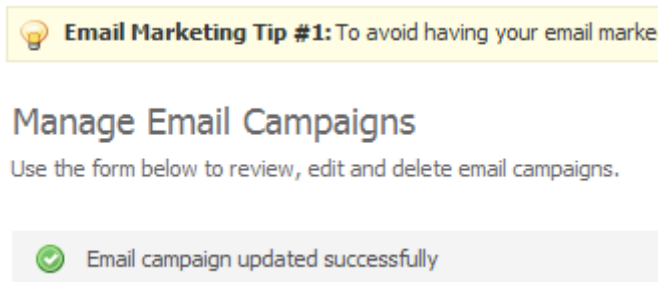 Email Marketing Tip #1: To avoid having your email marke
Manage Email Campaigns
Use the form below to review, edit and delete email campaigns.
Email campaign updated successfully